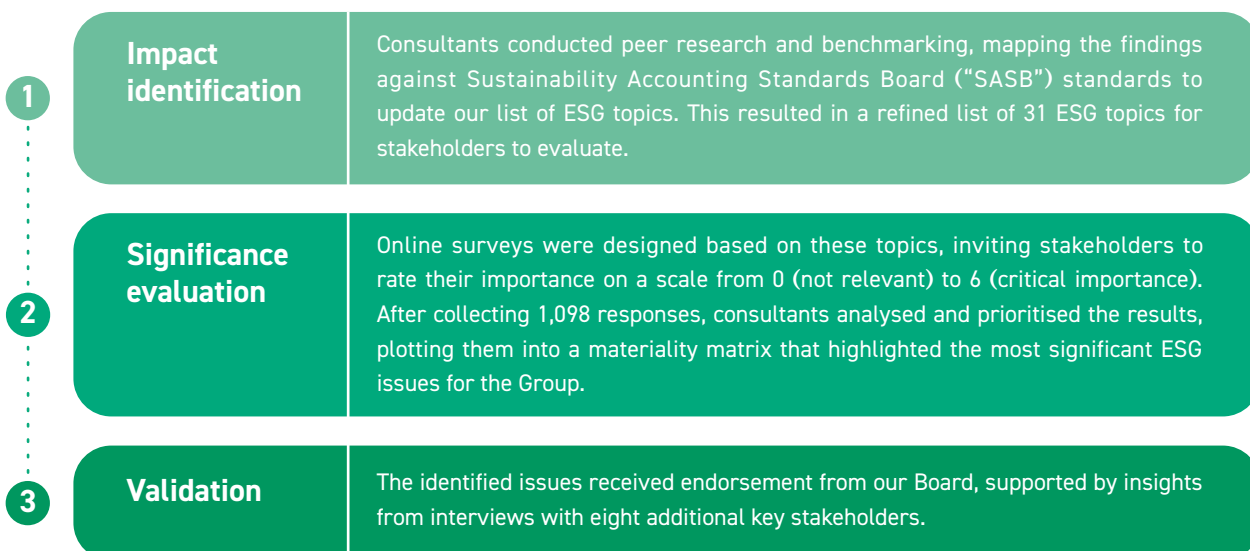 1
Impact
identification
Consultants conducted peer research and benchmarking, mapping the findings
against Sustainability Accounting Standards Board (“SASB”) standards to
update our list of ESG topics. This resulted in a refined list of 31 ESG topics for
stakeholders to evaluate.
2
Significance
evaluation
Online surveys were designed based on these topics, inviting stakeholders to
rate their importance on a scale from 0 (not relevant) to 6 (critical importance).
After collecting 1,098 responses, consultants analysed and prioritised the results,
plotting them into a materiality matrix that highlighted the most significant ESG
issues for the Group.
3
Validation
The identified issues received endorsement from our Board, supported by insights
from interviews with eight additional key stakeholders.